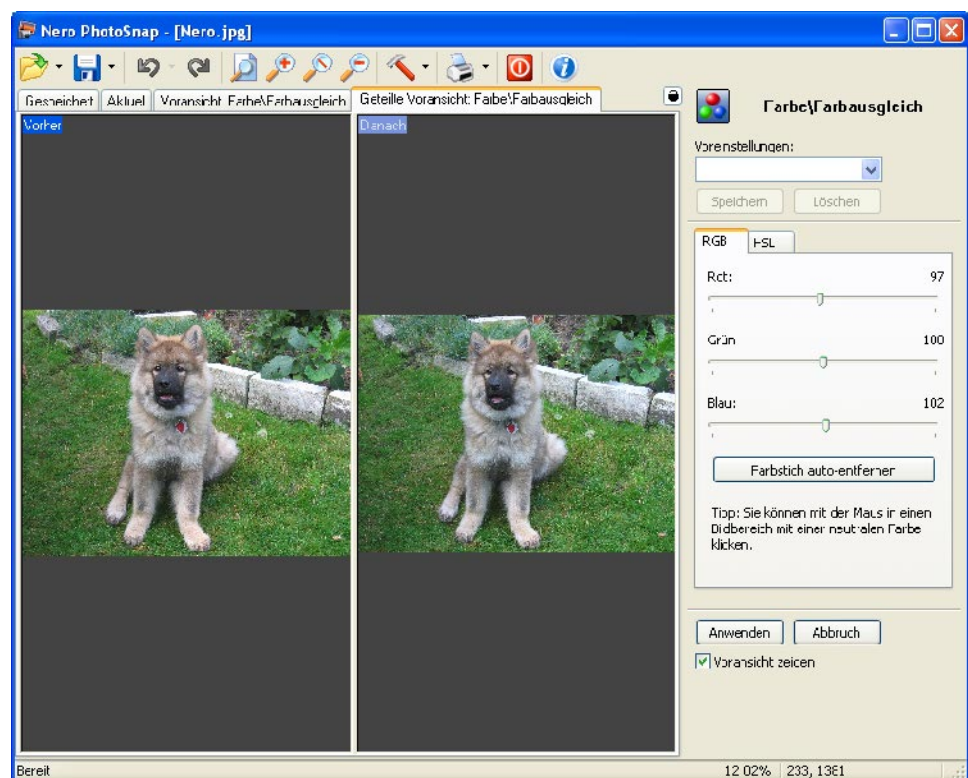 Nero PhotoSnap - [Nero.jpg]
Gespeichert
Aktuell
Voransicht: Farbe\Farbausgleich
Geteilte Voransicht: Farbe\Farbausgleich
Vorher
Danach
Farbe\Farbausgleich
Voreinstellungen:
Speichern
Löschen
RGB
HSL
Rot:
97
Grün
100
Blau:
102
Farbstich auto-entfernen
Tipp: Sie können mit der Maus in einen
Bildbereich mit einer neutralen Farbe
klicken.
Anwenden
Abbruch
Voransicht zeigen
Bereit
12.02%
233, 1361